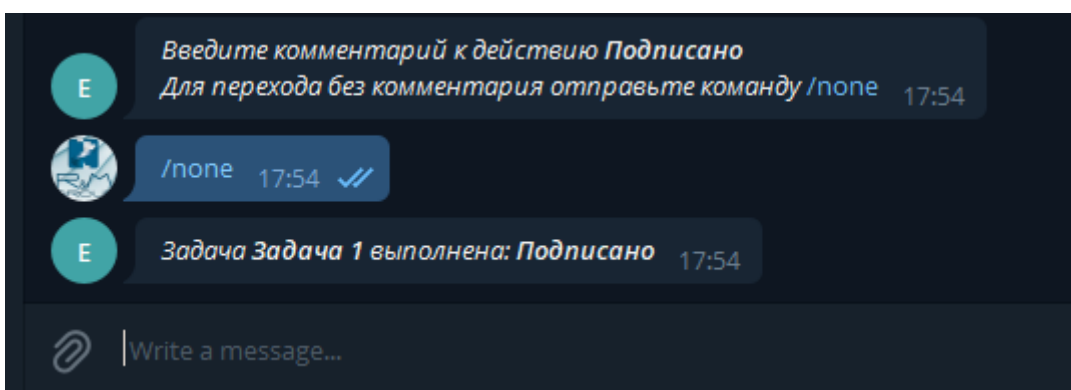 Введите комментарий к действию Подписано
Для перехода без комментария отправьте команду /none 17:54
E
/none 17:54
E
Задача Задача 1 выполнена: Подписано 17:54
Write a message...